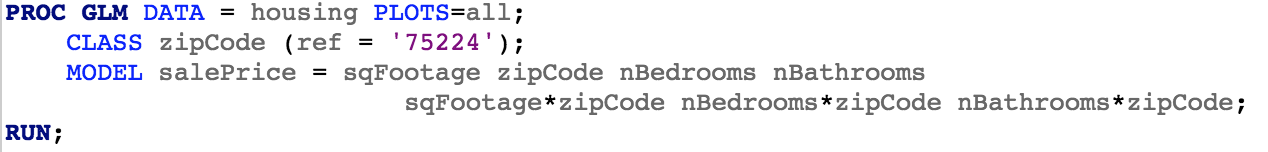 PROC GLM DATA = housing PLOTS=all;
CLASS zipCode (ref = '75224');
MODEL salePrice = sqFootage zipCode nBedrooms nBathrooms
sqFootage*zipCode nBedrooms*zipCode nBathrooms*zipCode;
RUN;